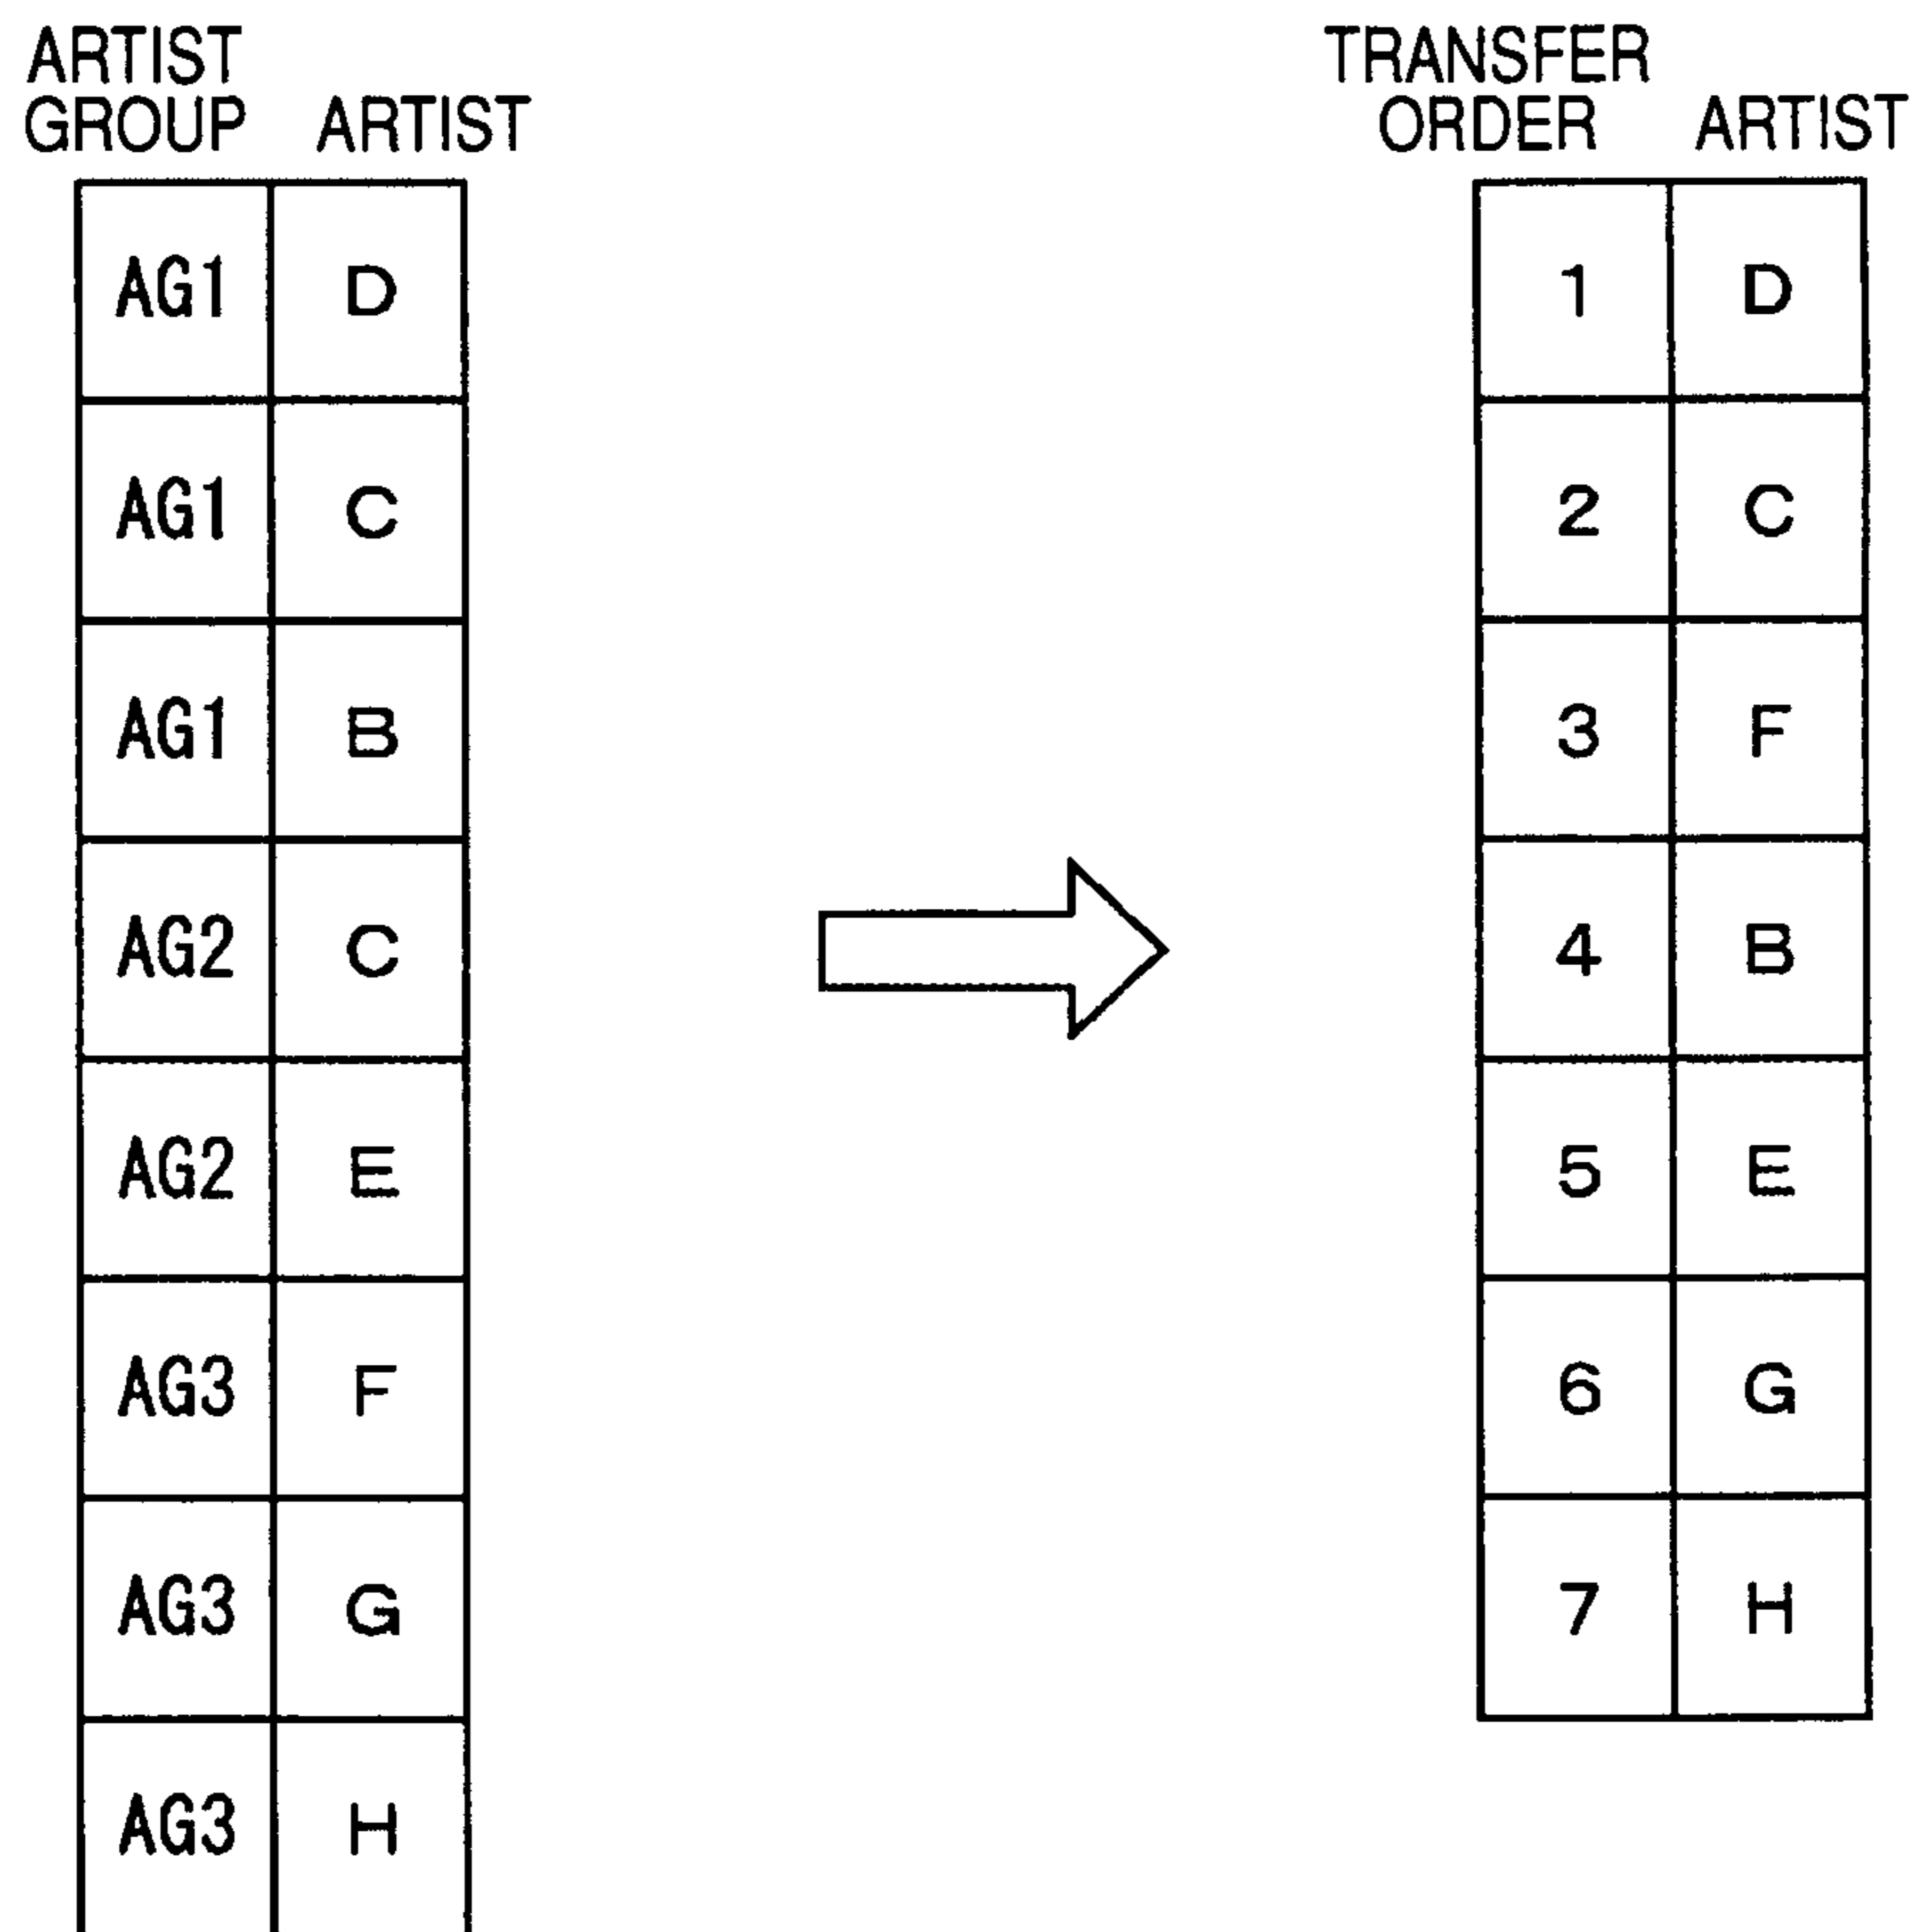 ARTIST
GROUP ARTIST
AG1 D
AG1 C
AG1 B
AG2 C
AG2 E
AG3 F
AG3 G
AG3 H
TRANSFER
ORDER ARTIST
1 D
2 C
3 F
4 B
5 E
6 G
7 H